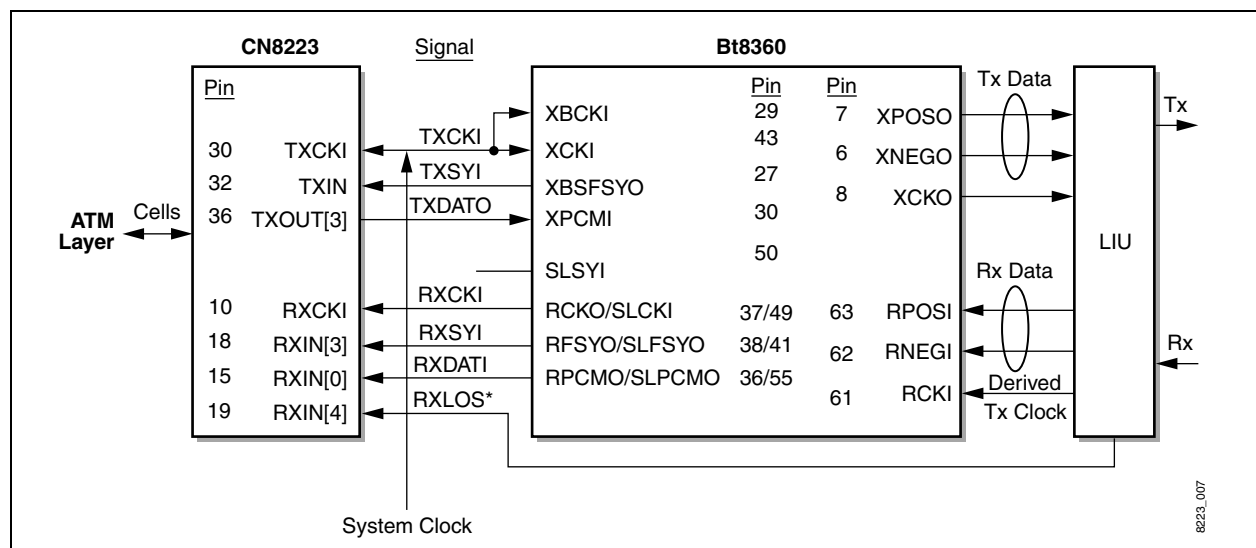 CN8223 Signal Bt8360
Pin Pin Pin Tx Data
XBCKI 29 7 XPOSO Tx
TXCKI 43
30 TXCKI XCKI 6 XNEGO
TXSYI 27
32 TXIN XBSFSYO 8 XCKO
ATM Layer Cells 36 TXOUT[3] TXDATO XPCMI 30 LIU
50
SLSYI Rx Data
RXCKI
10 RXCKI RCKO/SLCKI 37/49 63 RPOSI
RXSYI
18 RXIN[3] RFSYO/SLFSYO 38/41 62 RNEGI Rx
RXDATI
15 RXIN[0] RPCMO/SLPCMO 36/55 61 RCKI Derived
RXLOS* Tx Clock
19 RXIN[4]
System Clock
8223_007